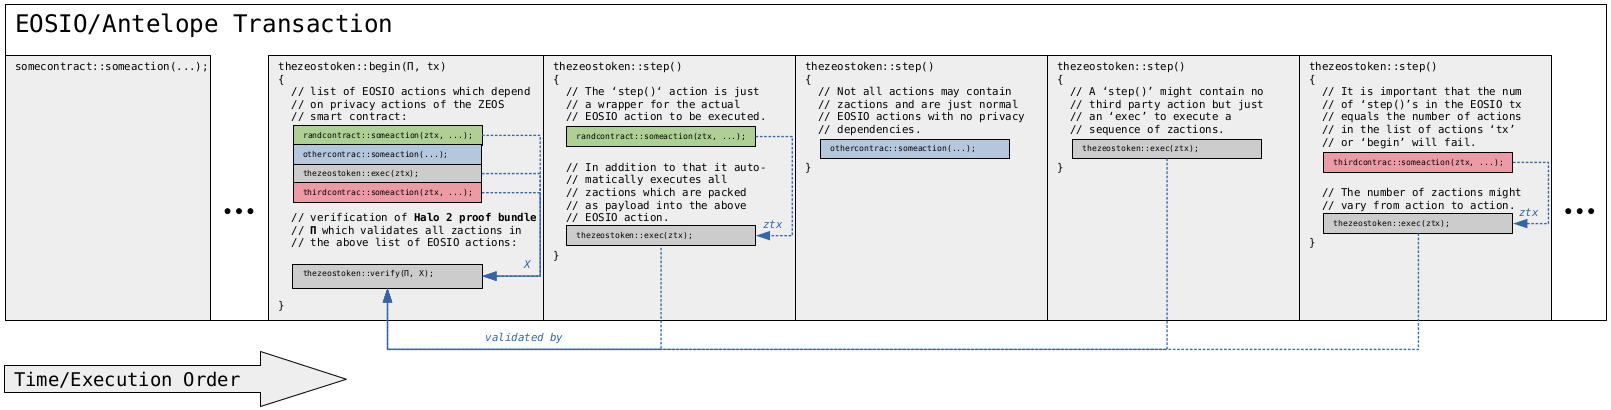 EOSIO/Antelope Transaction
somecontract::someaction(...);
•••
thezeostoken::begin(Π, tx)
{
// list of EOSIO actions which depend
// on privacy actions of the ZEOS
// smart contract:
randcontract::someaction(ztx, ...);
othercontrac::someaction(...);
thezeostoken::exec(ztx);
thirdcontract::someaction(ztx, ...);
// verification of Halo 2 proof bundle
// Π which validates all zactions in
// the above list of EOSIO actions:
X
thezeostoken::verify(Π, X);
}
thezeostoken::step()
{
// The ‘step()‘ action is just
// a wrapper for the actual
// EOSIO action to be executed.
randcontract::someaction(ztx, ...);
// In addition to that it auto-
// matically executes all
// zactions which are packed
// as payload into the above
// EOSIO action.
ztx
thezeostoken::exec(ztx);
}
thezeostoken::step()
{
// Not all actions may contain
// zactions and are just normal
// EOSIO actions with no privacy
// dependencies.
othercontrac::someaction(...);
}
thezeostoken::step()
{
// A ‘step()’ might contain no
// third party action but just
// an ‘exec’ to execute a
// sequence of zactions.
thezeostoken::exec(ztx);
}
thezeostoken::step()
{
// It is important that the num
// of ‘step()’s in the EOSIO tx
// equals the number of actions
// in the list of actions ‘tx’
// or ‘begin’ will fail.
thirdcontract::someaction(ztx, ...);
// The number of zactions might
// vary from action to action.
ztx
thezeostoken::exec(ztx);
}
•••
validated by
Time/Execution Order